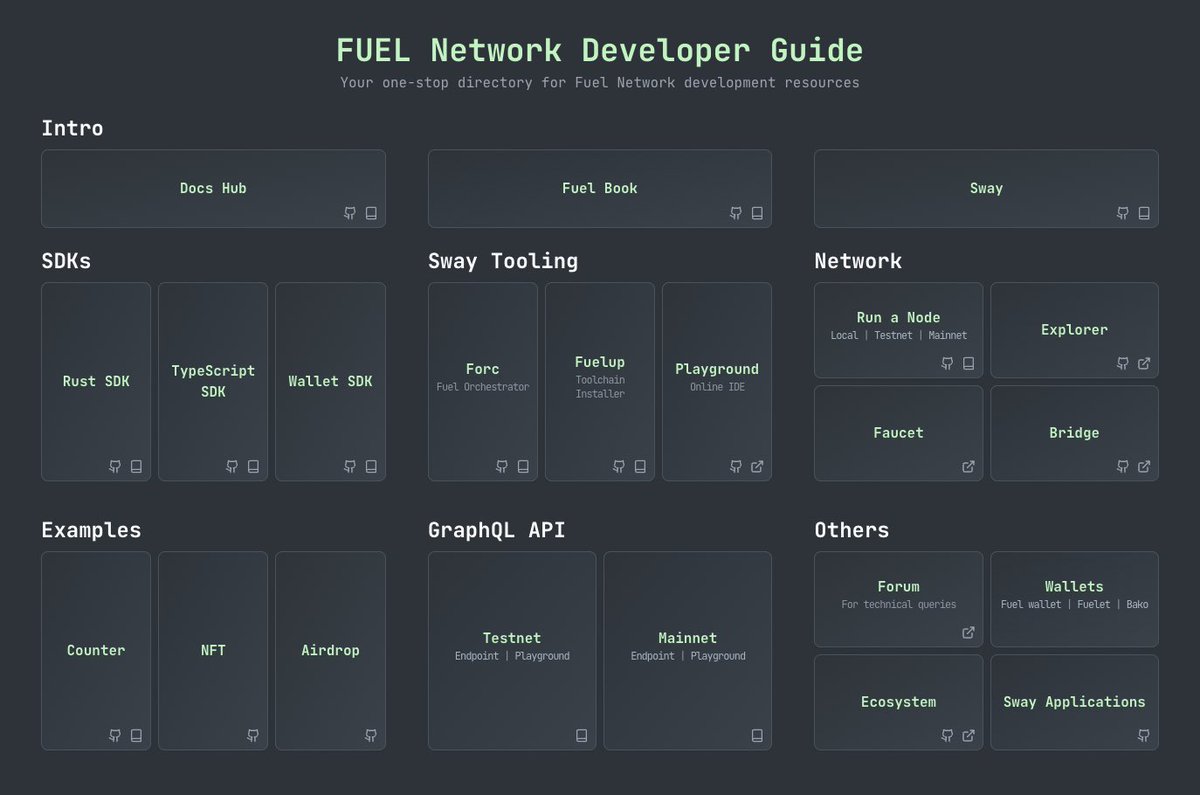 FUEL Network Developer Guide
Your one-stop directory for Fuel Network development resources
Intro
Docs Hub
Fuel Book
Sway
SDKs
Rust SDK
TypeScript
SDK
Wallet SDK
Sway Tooling
Forc
Fuel Orchestrator
Fuelup
Toolchain
Installer
Playground
Online IDE
Network
Run a Node
Local | Testnet | Mainnet
Explorer
Faucet
Bridge
Examples
Counter
NFT
Airdrop
GraphQL API
Testnet
Endpoint | Playground
Mainnet
Endpoint | Playground
Others
Forum
For technical queries
Wallets
Fuel wallet | Fuelet | Bako
Ecosystem
Sway Applications